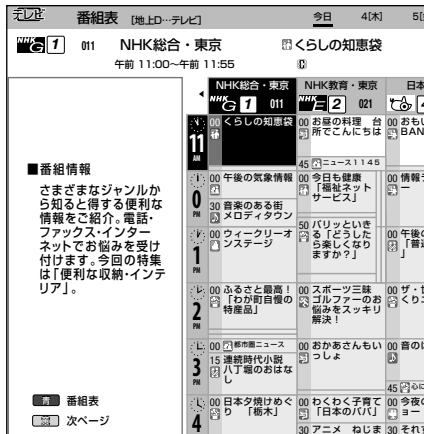 テレビ 番組表 [地上D…テレビ] 今日 4[木] 5[
NHK G 1 011 NHK総合・東京 くらしの知恵袋
午前 11:00~午前 11:55
■番組情報
さまざまなジャンルか
ら知ると得する便利な
情報をご紹介。電話・
ファックス・インター
ネットでお悩みを受け
付けます。今回の特集
は「便利な収納・インテ
リア」。
青 番組表
次ページ
NHK総合・東京 NHK教育・東京 日本
NHK G 1 011 NHK E 2 021 4
11 AM
00 くらしの知恵袋
00 お昼の料理 台
所でこんにちは
45 ニュース1145
00 おもい
BAN
0 PM
00 午後の気象情報
30 音楽のある街
メロディタウン
00 今日も健康
「福祉ネット
サービス」
50 バリッといき
る「どうした
ら楽しくなり
ますか?」
00 情報ラ
ー
1 PM
00 ウィークリーオ
ンステージ
00 午後の
「普通
」
2 PM
00 ふるさと最高!
「わが町自慢の
特産品」
00 スポーツ三昧
ゴルファーのお
悩みをスッキリ
解決!
00 ザ・せ
くりニ
3 PM
00 都市圏ニュース
15 連続時代小説
八丁堀のおはな
し
00 おかあさんもい
っしょ
00 音のに
45 心に
4
00 日本夕焼けめぐ
り 「栃木」
00 わくわく子育て
「日本のパパ」
30 アニメ ねじま
00 今夜の
ョー
30 それす